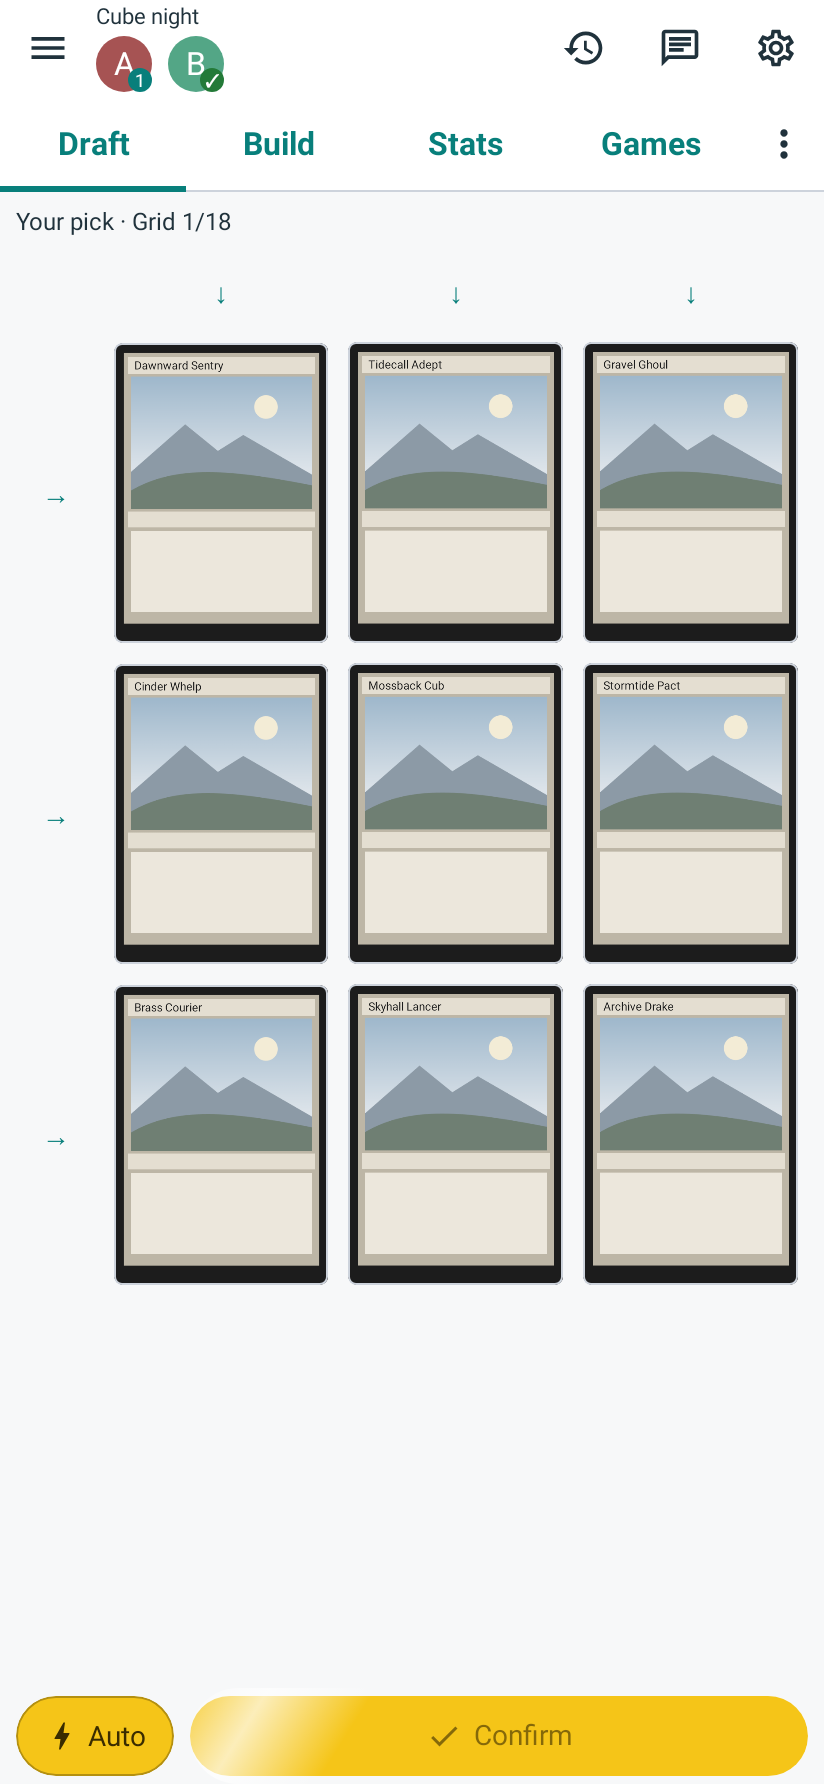 Cube night
A 1 B ✓
Draft Build Stats Games
Your pick · Grid 1/18
↓ ↓ ↓
Dawnward Sentry Tidecall Adept Gravel Ghoul
→
Cinder Whelp Mossback Cub Stormtide Pact
→
Brass Courier Skyhall Lancer Archive Drake
→
Auto Confirm